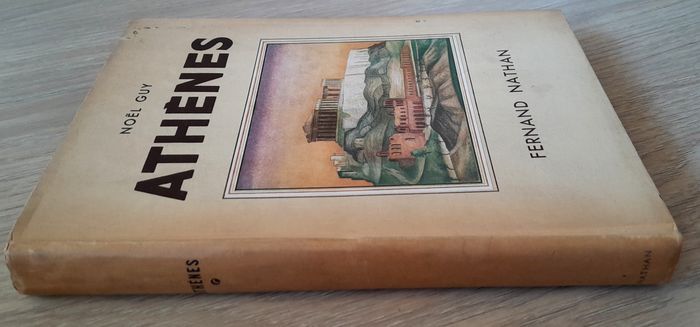 NOËL GUY
ATHÈNES
FERNAND NATHAN
ATHÈNES
NATHAN